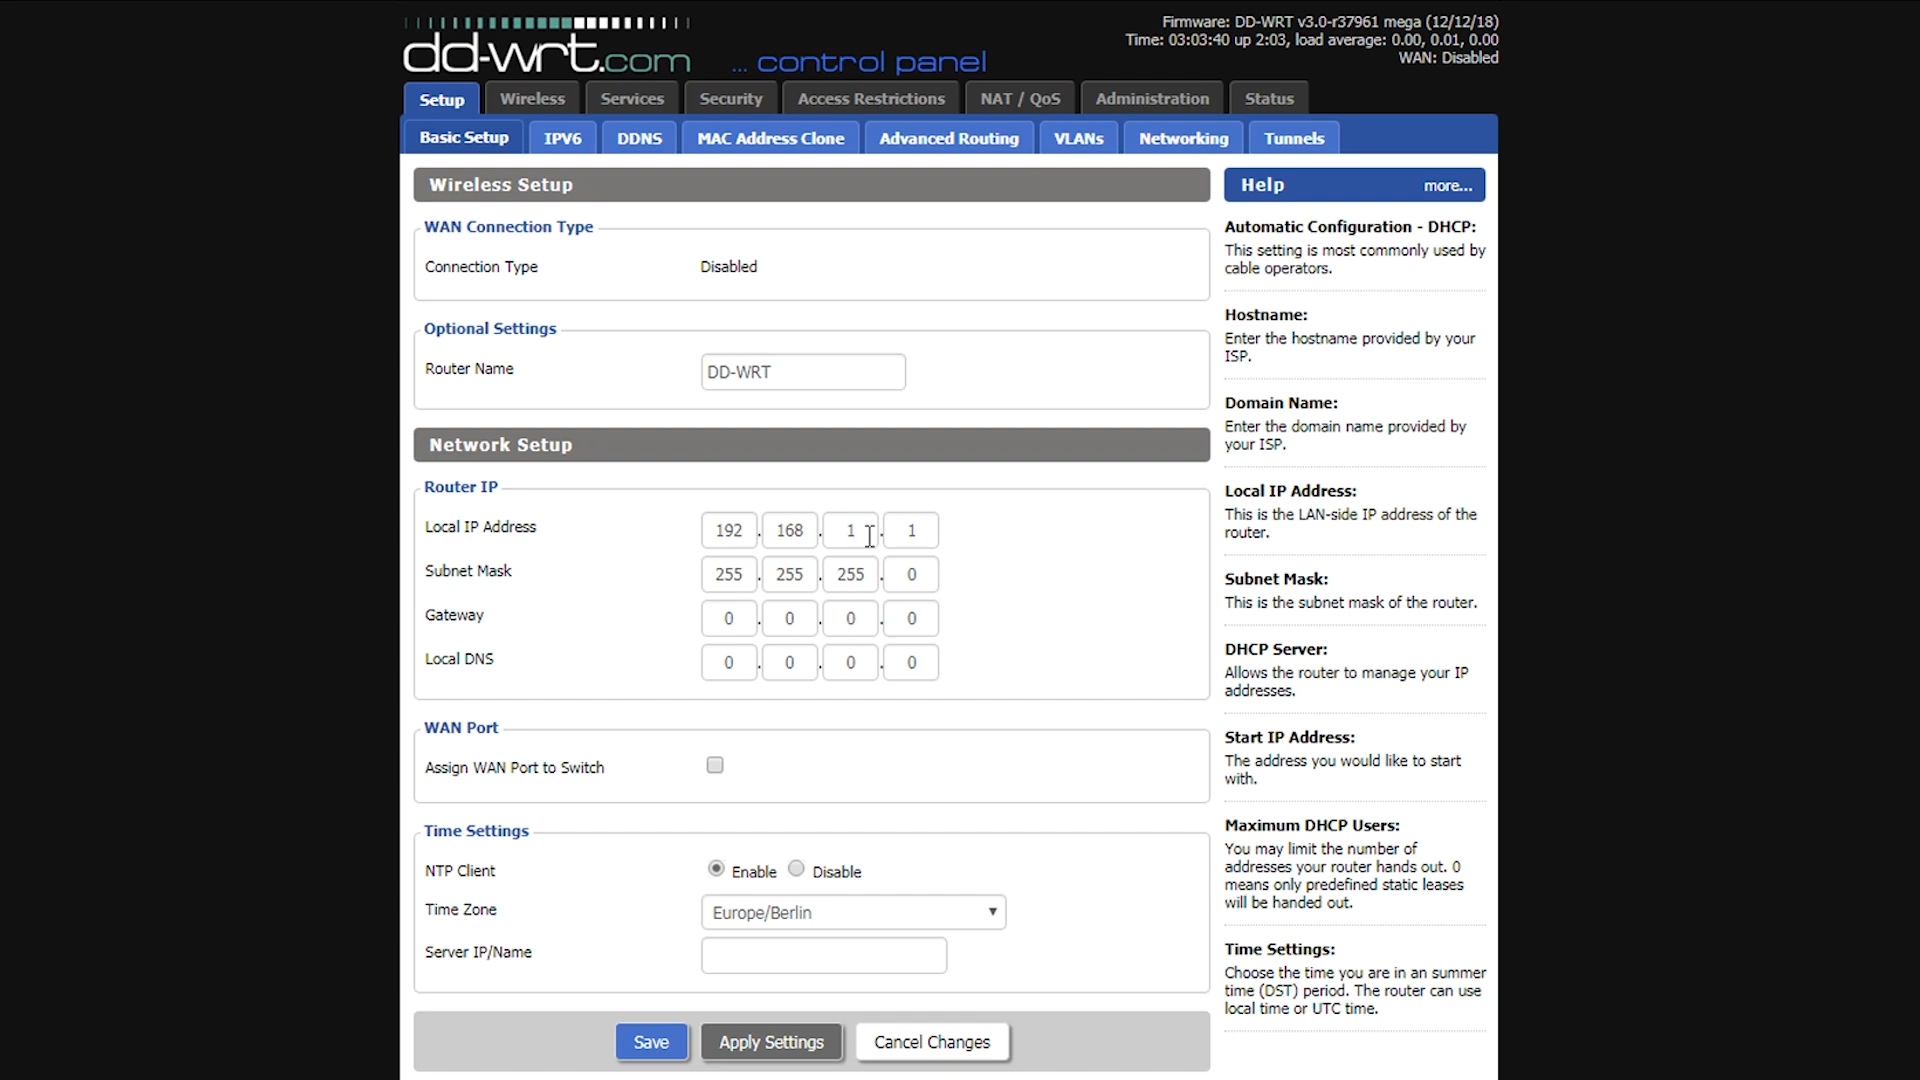 dd-wrt.com ... control panel
Firmware: DD-WRT v3.0-r37961 mega (12/12/18)
Time: 03:03:40 up 2:03, load average: 0.00, 0.01, 0.00
WAN: Disabled
Setup Wireless Services Security Access Restrictions NAT / QoS Administration Status
Basic Setup IPV6 DDNS MAC Address Clone Advanced Routing VLANs Networking Tunnels
Wireless Setup
WAN Connection Type
Connection Type Disabled
Optional Settings
Router Name DD-WRT
Network Setup
Router IP
Local IP Address 192 . 168 . 1 . 1
Subnet Mask 255 . 255 . 255 . 0
Gateway 0 . 0 . 0 . 0
Local DNS 0 . 0 . 0 . 0
WAN Port
Assign WAN Port to Switch
Time Settings
NTP Client Enable Disable
Time Zone Europe/Berlin
Server IP/Name
Save Apply Settings Cancel Changes
Help more...
Automatic Configuration - DHCP:
This setting is most commonly used by
cable operators.
Hostname:
Enter the hostname provided by your
ISP.
Domain Name:
Enter the domain name provided by
your ISP.
Local IP Address:
This is the LAN-side IP address of the
router.
Subnet Mask:
This is the subnet mask of the router.
DHCP Server:
Allows the router to manage your IP
addresses.
Start IP Address:
The address you would like to start
with.
Maximum DHCP Users:
You may limit the number of
addresses your router hands out. 0
means only predefined static leases
will be handed out.
Time Settings:
Choose the time you are in an summer
time (DST) period. The router can use
local time or UTC time.